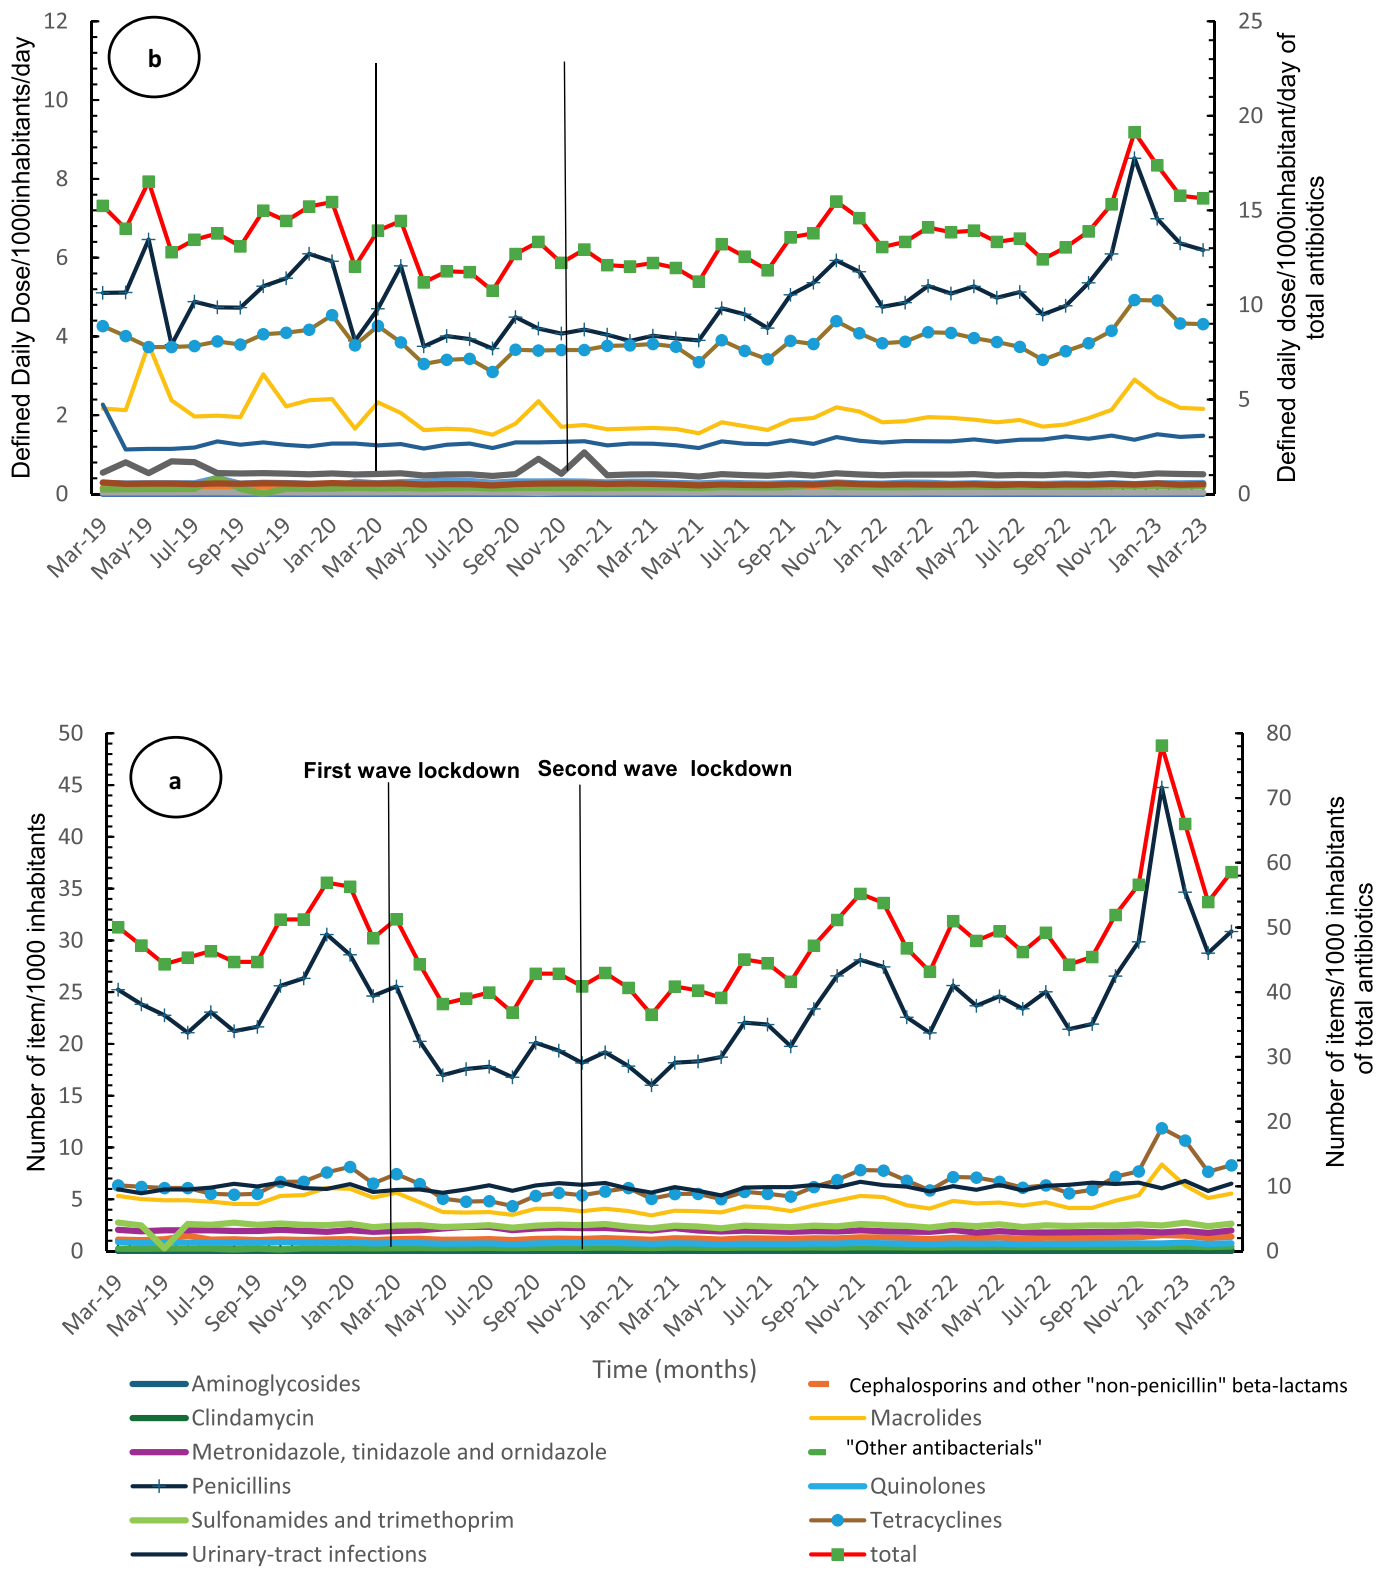 b
Defined Daily Dose/1000inhabitants/day
12
10
8
6
4
2
0
25
20
15
10
5
0
Defined daily dose/1000inhabitant/day of
total antibiotics
Mar-19
May-19
Jul-19
Sep-19
Nov-19
Jan-20
Mar-20
May-20
Jul-20
Sep-20
Nov-20
Jan-21
Mar-21
May-21
Jul-21
Sep-21
Nov-21
Jan-22
Mar-22
May-22
Jul-22
Sep-22
Nov-22
Jan-23
Mar-23
a
First wave lockdown
Second wave lockdown
Number of item/1000 inhabitants
50
45
40
35
30
25
20
15
10
5
0
80
70
60
50
40
30
20
10
0
Number of items/1000 inhabitants
of total antibiotics
Mar-19
May-19
Jul-19
Sep-19
Nov-19
Jan-20
Mar-20
May-20
Jul-20
Sep-20
Nov-20
Jan-21
Mar-21
May-21
Jul-21
Sep-21
Nov-21
Jan-22
Mar-22
May-22
Jul-22
Sep-22
Nov-22
Jan-23
Mar-23
Time (months)
Aminoglycosides
Cephalosporins and other "non-penicillin" beta-lactams
Clindamycin
Macrolides
Metronidazole, tinidazole and ornidazole
"Other antibacterials"
Penicillins
Quinolones
Sulfonamides and trimethoprim
Tetracyclines
Urinary-tract infections
total